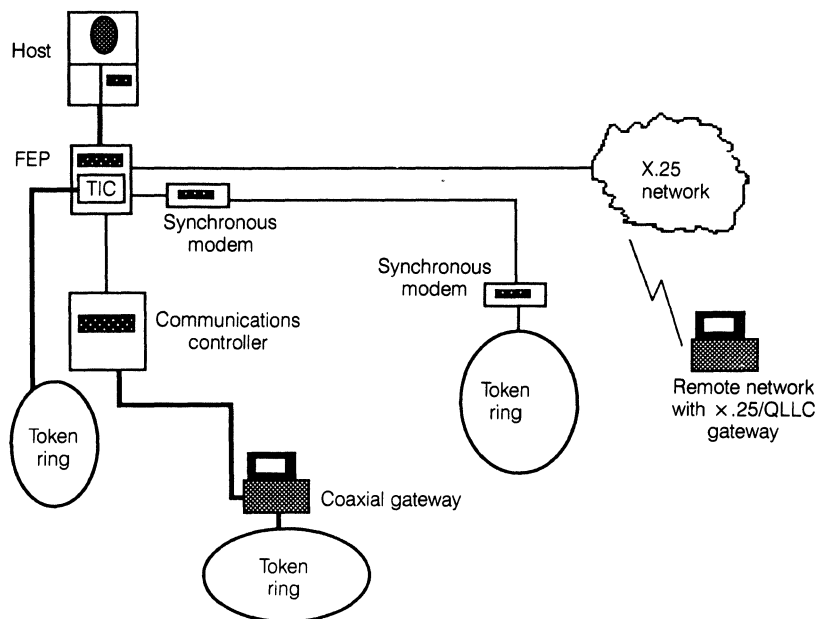 Host
FEP
TIC
X.25
network
Synchronous
modem
Synchronous
modem
Communications
controller
Token
ring
Token
ring
Remote network
with ×.25/QLLC
gateway
Coaxial gateway
Token
ring